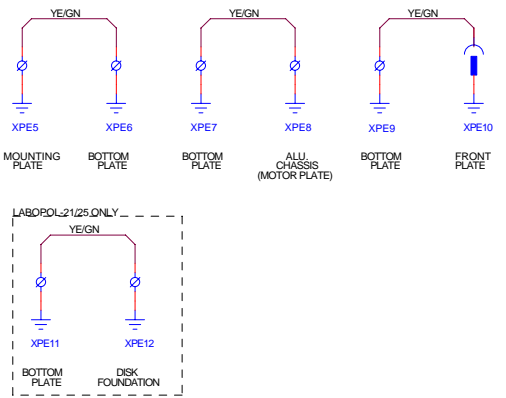 YE/GN YE/GN YE/GN
XPE5 XPE6 XPE7 XPE8 XPE9 XPE10
MOUNTING BOTTOM BOTTOM ALU. BOTTOM FRONT
PLATE PLATE PLATE CHASSIS PLATE PLATE
(MOTOR PLATE)
LABOPOL-21/25 ONLY
YE/GN
XPE11 XPE12
BOTTOM DISK
PLATE FOUNDATION